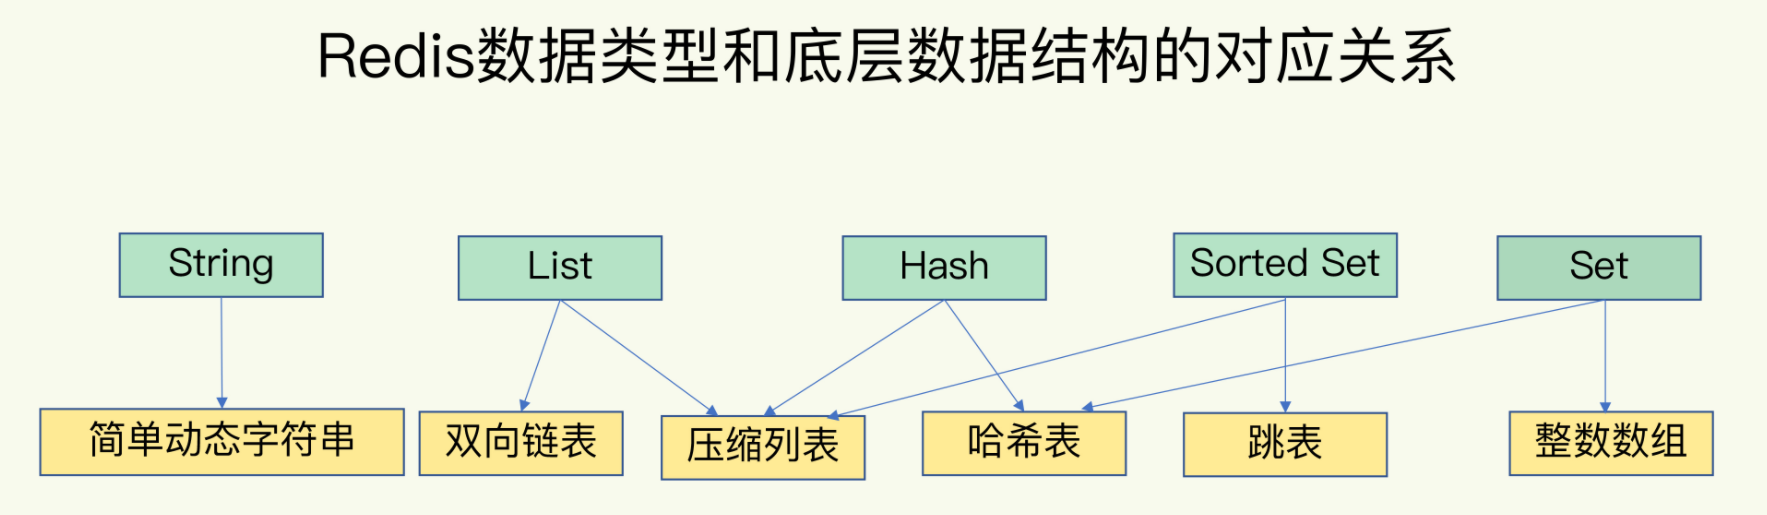 Redis数据类型和底层数据结构的对应关系
String
List
Hash
Sorted Set
Set
简单动态字符串
双向链表
压缩列表
哈希表
跳表
整数数组